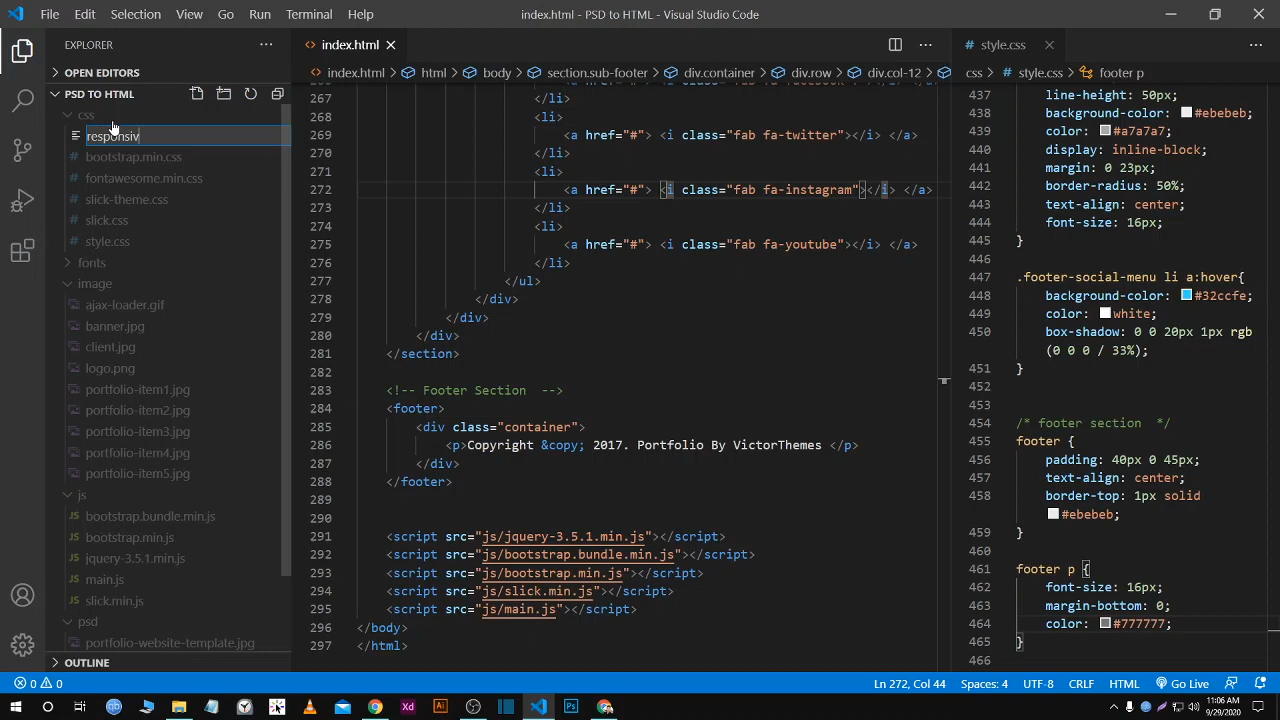 File Edit Selection View Go Run Terminal Help
index.html - PSD to HTML - Visual Studio Code
EXPLORER
OPEN EDITORS
PSD TO HTML
css
responsiv
bootstrap.min.css
fontawesome.min.css
slick-theme.css
slick.css
style.css
fonts
image
ajax-loader.gif
banner.jpg
client.jpg
logo.png
portfolio-item1.jpg
portfolio-item2.jpg
portfolio-item3.jpg
portfolio-item4.jpg
portfolio-item5.jpg
js
bootstrap.bundle.min.js
bootstrap.min.js
jquery-3.5.1.min.js
main.js
slick.min.js
psd
portfolio-website-template.jpg
OUTLINE
index.html
index.html > html > body > section.sub-footer > div.container > div.row > div.col-12
267 </li>
268 <li>
269 <a href="#"> <i class="fab fa-twitter"></i> </a>
270 </li>
271 <li>
272 <a href="#"> <i class="fab fa-instagram"></i> </a>
273 </li>
274 <li>
275 <a href="#"> <i class="fab fa-youtube"></i> </a>
276 </li>
277 </ul>
278 </div>
279 </div>
280 </div>
281 </section>
282
283 <!-- Footer Section -->
284 <footer>
285 <div class="container">
286 <p>Copyright &copy; 2017. Portfolio By VictorThemes </p>
287 </div>
288 </footer>
289
290
291 <script src="js/jquery-3.5.1.min.js"></script>
292 <script src="js/bootstrap.bundle.min.js"></script>
293 <script src="js/bootstrap.min.js"></script>
294 <script src="js/slick.min.js"></script>
295 <script src="js/main.js"></script>
296 </body>
297 </html>
style.css
css > style.css > footer p
437 line-height: 50px;
438 background-color: #ebebeb;
439 color: #a7a7a7;
440 display: inline-block;
441 margin: 0 23px;
442 border-radius: 50%;
443 text-align: center;
444 font-size: 16px;
445 }
446
447 .footer-social-menu li a:hover{
448 background-color: #32ccfe;
449 color: white;
450 box-shadow: 0 0 20px 1px rgb
(0 0 0 / 33%);
451 }
452
453
454 /* footer section */
455 footer {
456 padding: 40px 0 45px;
457 text-align: center;
458 border-top: 1px solid
#ebebeb;
459 }
460
461 footer p {
462 font-size: 16px;
463 margin-bottom: 0;
464 color: #777777;
465 }
466
0 0
Ln 272, Col 44 Spaces: 4 UTF-8 CRLF HTML Go Live
11:06 AM
9/29/2020